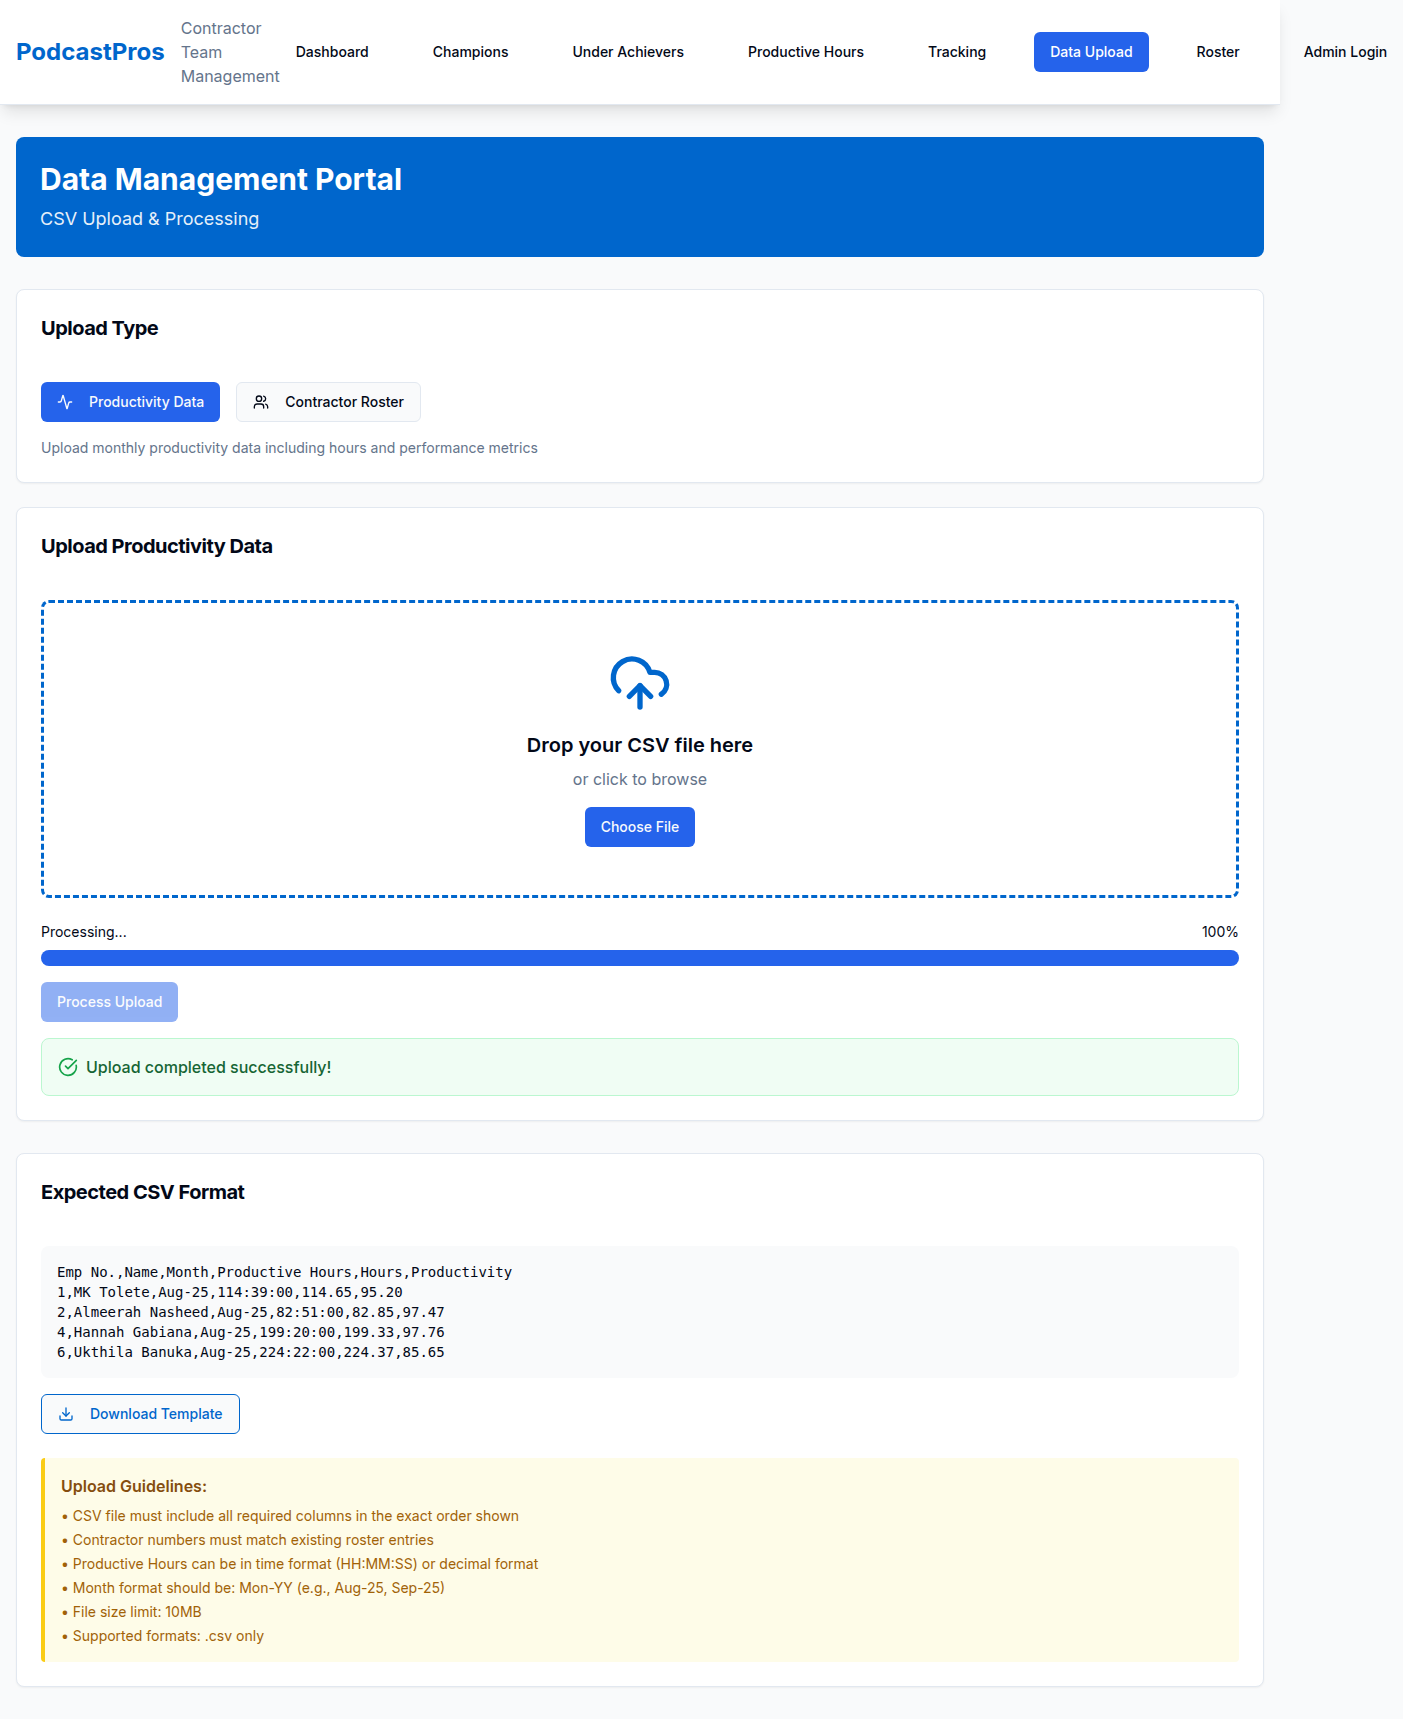 PodcastPros
Contractor
Team
Management
Dashboard
Champions
Under Achievers
Productive Hours
Tracking
Data Upload
Roster
Admin Login
Data Management Portal
CSV Upload & Processing
Upload Type
Productivity Data
Contractor Roster
Upload monthly productivity data including hours and performance metrics
Upload Productivity Data
Drop your CSV file here
or click to browse
Choose File
Processing...
100%
Process Upload
Upload completed successfully!
Expected CSV Format
Emp No.,Name,Month,Productive Hours,Hours,Productivity
1,MK Tolete,Aug-25,114:39:00,114.65,95.20
2,Almeerah Nasheed,Aug-25,82:51:00,82.85,97.47
4,Hannah Gabiana,Aug-25,199:20:00,199.33,97.76
6,Ukthila Banuka,Aug-25,224:22:00,224.37,85.65
Download Template
Upload Guidelines:
• CSV file must include all required columns in the exact order shown
• Contractor numbers must match existing roster entries
• Productive Hours can be in time format (HH:MM:SS) or decimal format
• Month format should be: Mon-YY (e.g., Aug-25, Sep-25)
• File size limit: 10MB
• Supported formats: .csv only